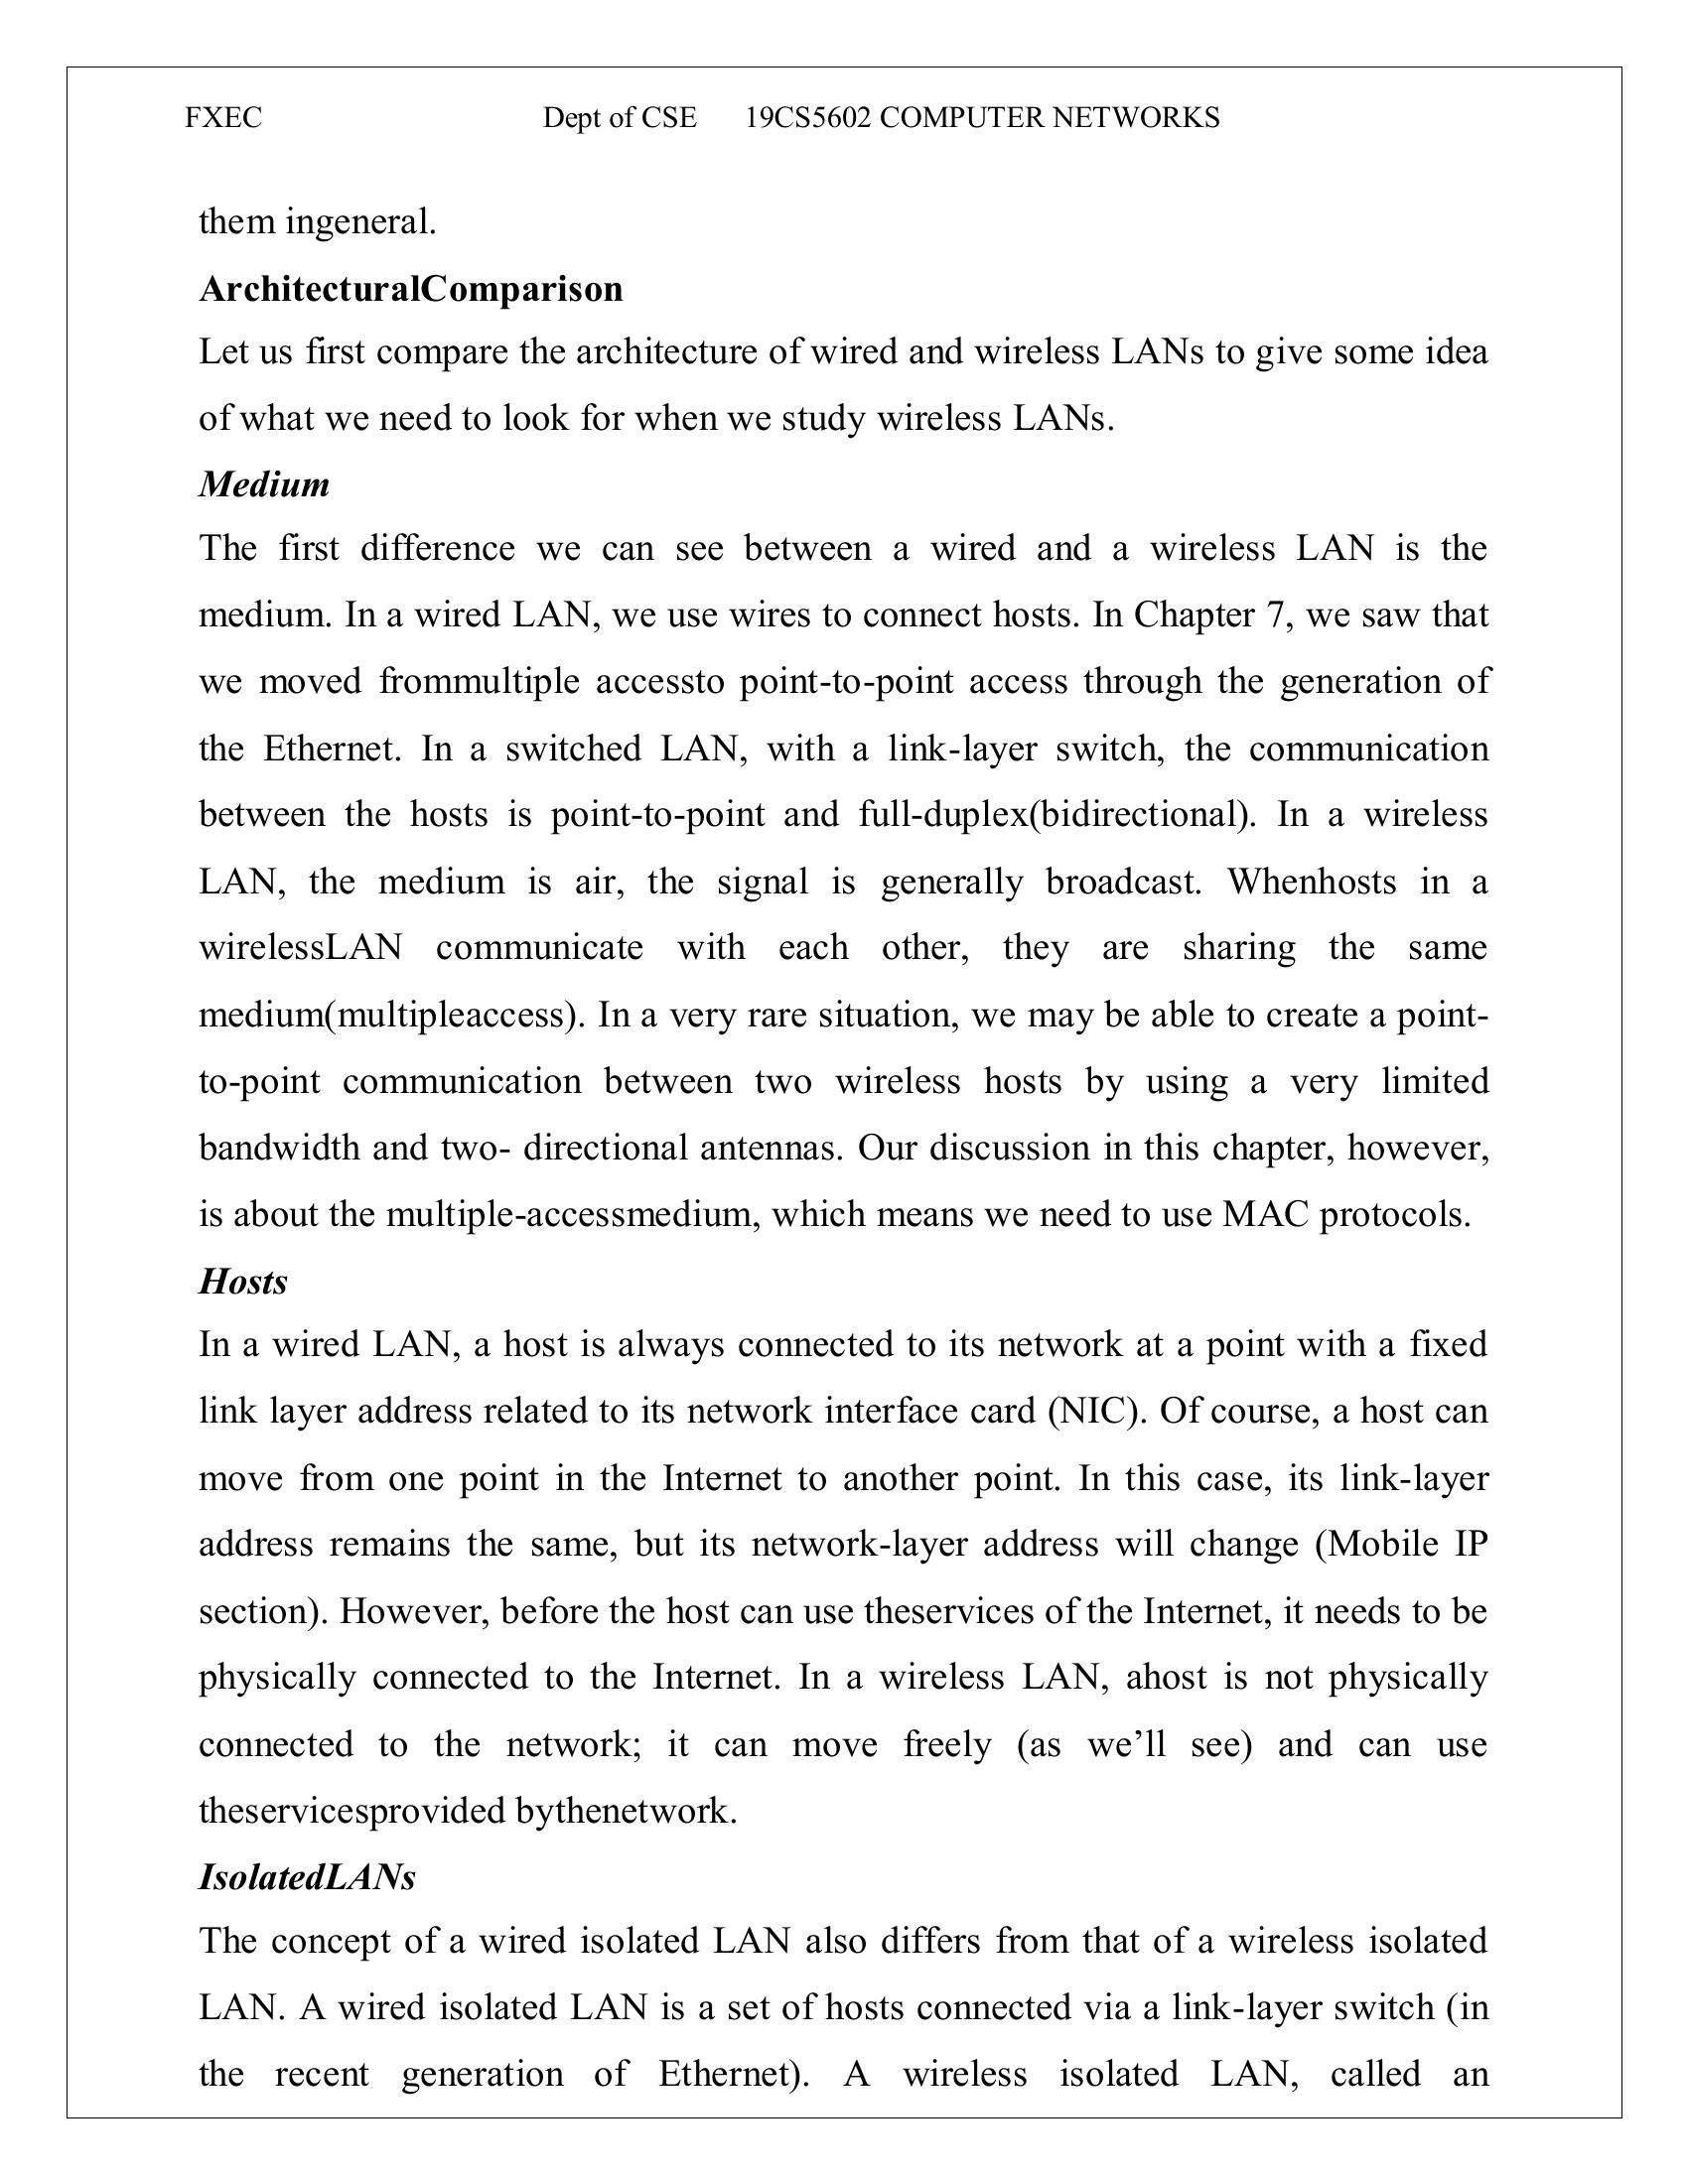 FXEC Dept of CSE 19CS5602 COMPUTER NETWORKS
them ingeneral.
ArchitecturalComparison
Let us first compare the architecture of wired and wireless LANs to give some idea
of what we need to look for when we study wireless LANs.
Medium
The first difference we can see between a wired and a wireless LAN is the
medium. In a wired LAN, we use wires to connect hosts. In Chapter 7, we saw that
we moved frommultiple accessto point-to-point access through the generation of
the Ethernet. In a switched LAN, with a link-layer switch, the communication
between the hosts is point-to-point and full-duplex(bidirectional). In a wireless
LAN, the medium is air, the signal is generally broadcast. Whenhosts in a
wirelessLAN communicate with each other, they are sharing the same
medium(multipleaccess). In a very rare situation, we may be able to create a point-
to-point communication between two wireless hosts by using a very limited
bandwidth and two- directional antennas. Our discussion in this chapter, however,
is about the multiple-accessmedium, which means we need to use MAC protocols.
Hosts
In a wired LAN, a host is always connected to its network at a point with a fixed
link layer address related to its network interface card (NIC). Of course, a host can
move from one point in the Internet to another point. In this case, its link-layer
address remains the same, but its network-layer address will change (Mobile IP
section). However, before the host can use theservices of the Internet, it needs to be
physically connected to the Internet. In a wireless LAN, ahost is not physically
connected to the network; it can move freely (as we’ll see) and can use
theservicesprovided bythenetwork.
IsolatedLANs
The concept of a wired isolated LAN also differs from that of a wireless isolated
LAN. A wired isolated LAN is a set of hosts connected via a link-layer switch (in
the recent generation of Ethernet). A wireless isolated LAN, called an